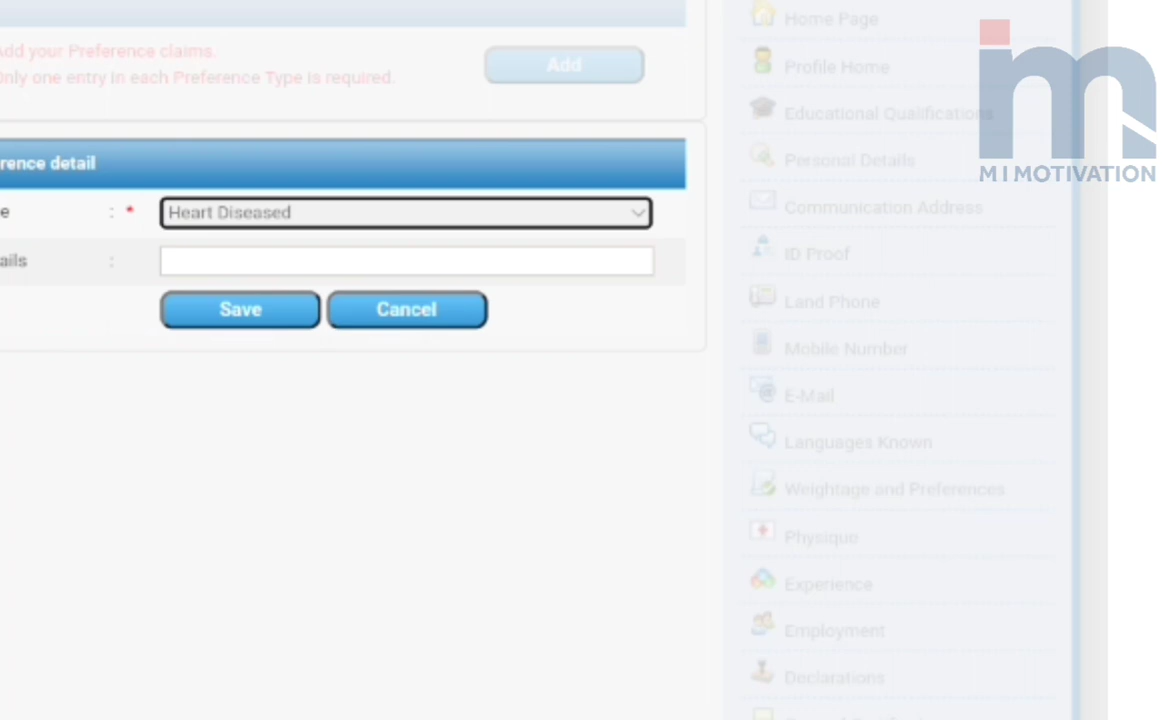 Add your Preference claims.
Only one entry in each Preference Type is required.
Add
rence detail
e : *
Heart Diseased
ails :
Save
Cancel
Home Page
Profile Home
Educational Qualifications
Personal Details
Communication Address
ID Proof
Land Phone
Mobile Number
E-Mail
Languages Known
Weightage and Preferences
Physique
Experience
Employment
Declarations
M I MOTIVATION